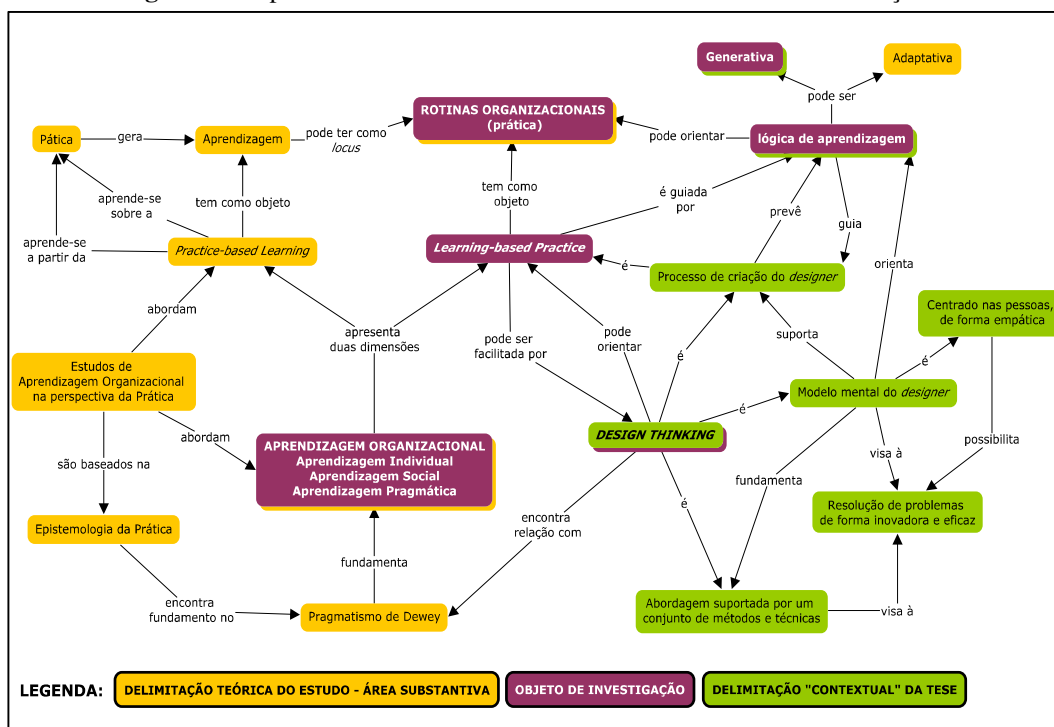 Generativa
Adaptativa
pode ser
ROTINAS ORGANIZACIONAIS
(prática)
Pática
gera
Aprendizagem
pode ter como
locus
pode orientar
lógica de aprendizagem
aprende-se
sobre a
tem como objeto
tem como
objeto
é guiada
por
prevê
guia
aprende-se
a partir da
Practice-based Learning
Learning-based Practice
é
Processo de criação do designer
orienta
abordam
apresenta
duas dimensões
pode ser
facilitada por
pode
orientar
suporta
Centrado nas pessoas,
de forma empática
é
é
Estudos de
Aprendizagem Organizacional
na perspectiva da Prática
Modelo mental do designer
é
abordam
DESIGN THINKING
possibilita
APRENDIZAGEM ORGANIZACIONAL
Aprendizagem Individual
Aprendizagem Social
Aprendizagem Pragmática
são baseados na
visa à
fundamenta
é
Resolução de problemas
de forma inovadora e eficaz
Epistemologia da Prática
encontra
relação com
fundamenta
encontra
fundamento no
Pragmatismo de Dewey
Abordagem suportada por um
conjunto de métodos e técnicas
visa à
LEGENDA:
DELIMITAÇÃO TEÓRICA DO ESTUDO - ÁREA SUBSTANTIVA
OBJETO DE INVESTIGAÇÃO
DELIMITAÇÃO "CONTEXTUAL" DA TESE